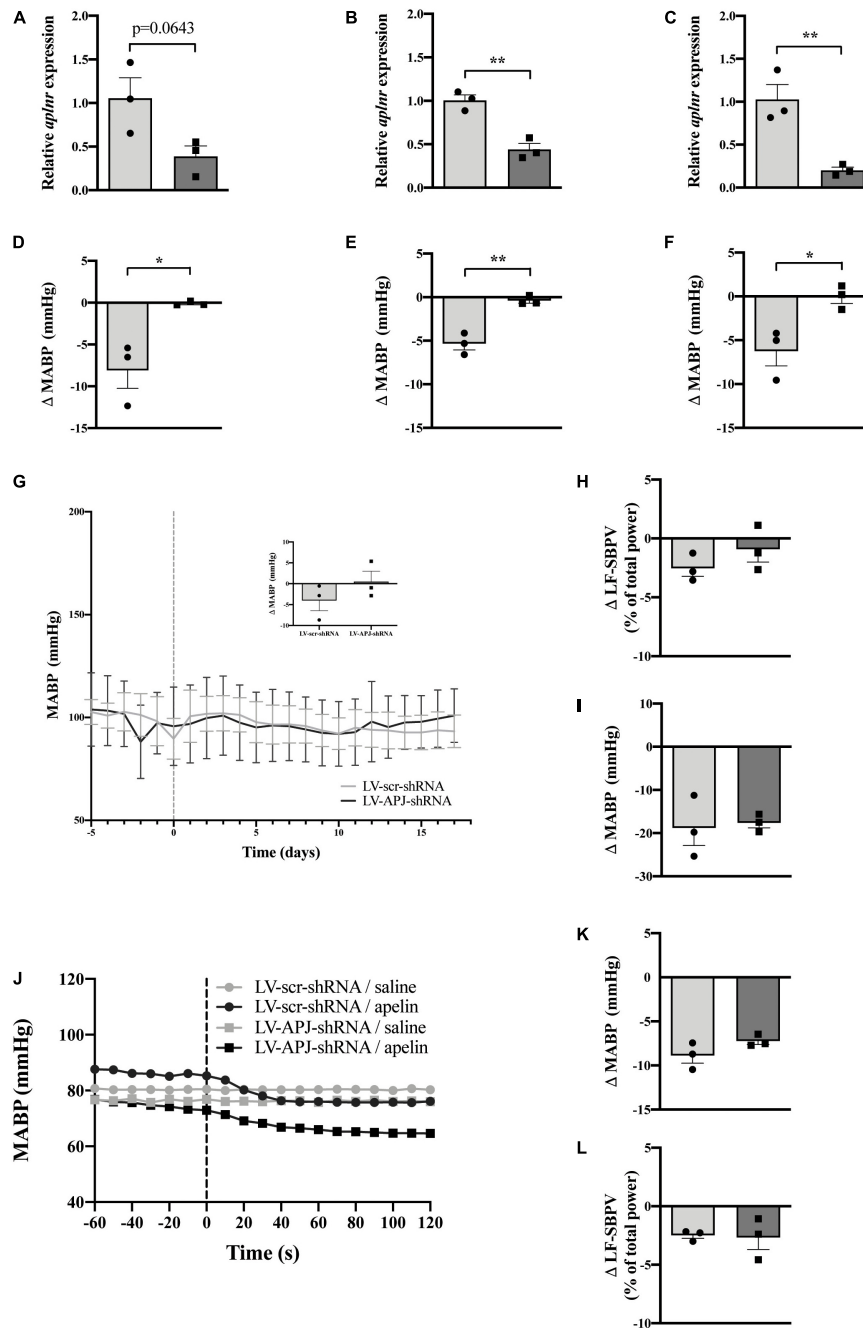 A
Relative aplnr expression
2.0
1.5
1.0
0.5
0.0
p=0.0643
B
Relative aplnr expression
2.0
1.5
1.0
0.5
0.0
**
C
Relative aplnr expression
2.0
1.5
1.0
0.5
0.0
**
D
Δ MABP (mmHg)
5
0
-5
-10
-15
*
E
Δ MABP (mmHg)
5
0
-5
-10
-15
**
F
Δ MABP (mmHg)
5
0
-5
-10
-15
*
G
MABP (mmHg)
200
150
100
50
-5
0
5
10
15
Time (days)
Δ MABP (mmHg)
10
5
0
-5
-10
LV-scr-shRNA
LV-APJ-shRNA
LV-scr-shRNA
LV-APJ-shRNA
H
Δ LF-SBPV
(% of total power)
5
0
-5
-10
I
Δ MABP (mmHg)
10
0
-10
-20
-30
J
MABP (mmHg)
120
100
80
60
40
LV-scr-shRNA / saline
LV-scr-shRNA / apelin
LV-APJ-shRNA / saline
LV-APJ-shRNA / apelin
-60
-40
-20
0
20
40
60
80
100
120
Time (s)
K
Δ MABP (mmHg)
5
0
-5
-10
-15
L
Δ LF-SBPV
(% of total power)
5
0
-5
-10